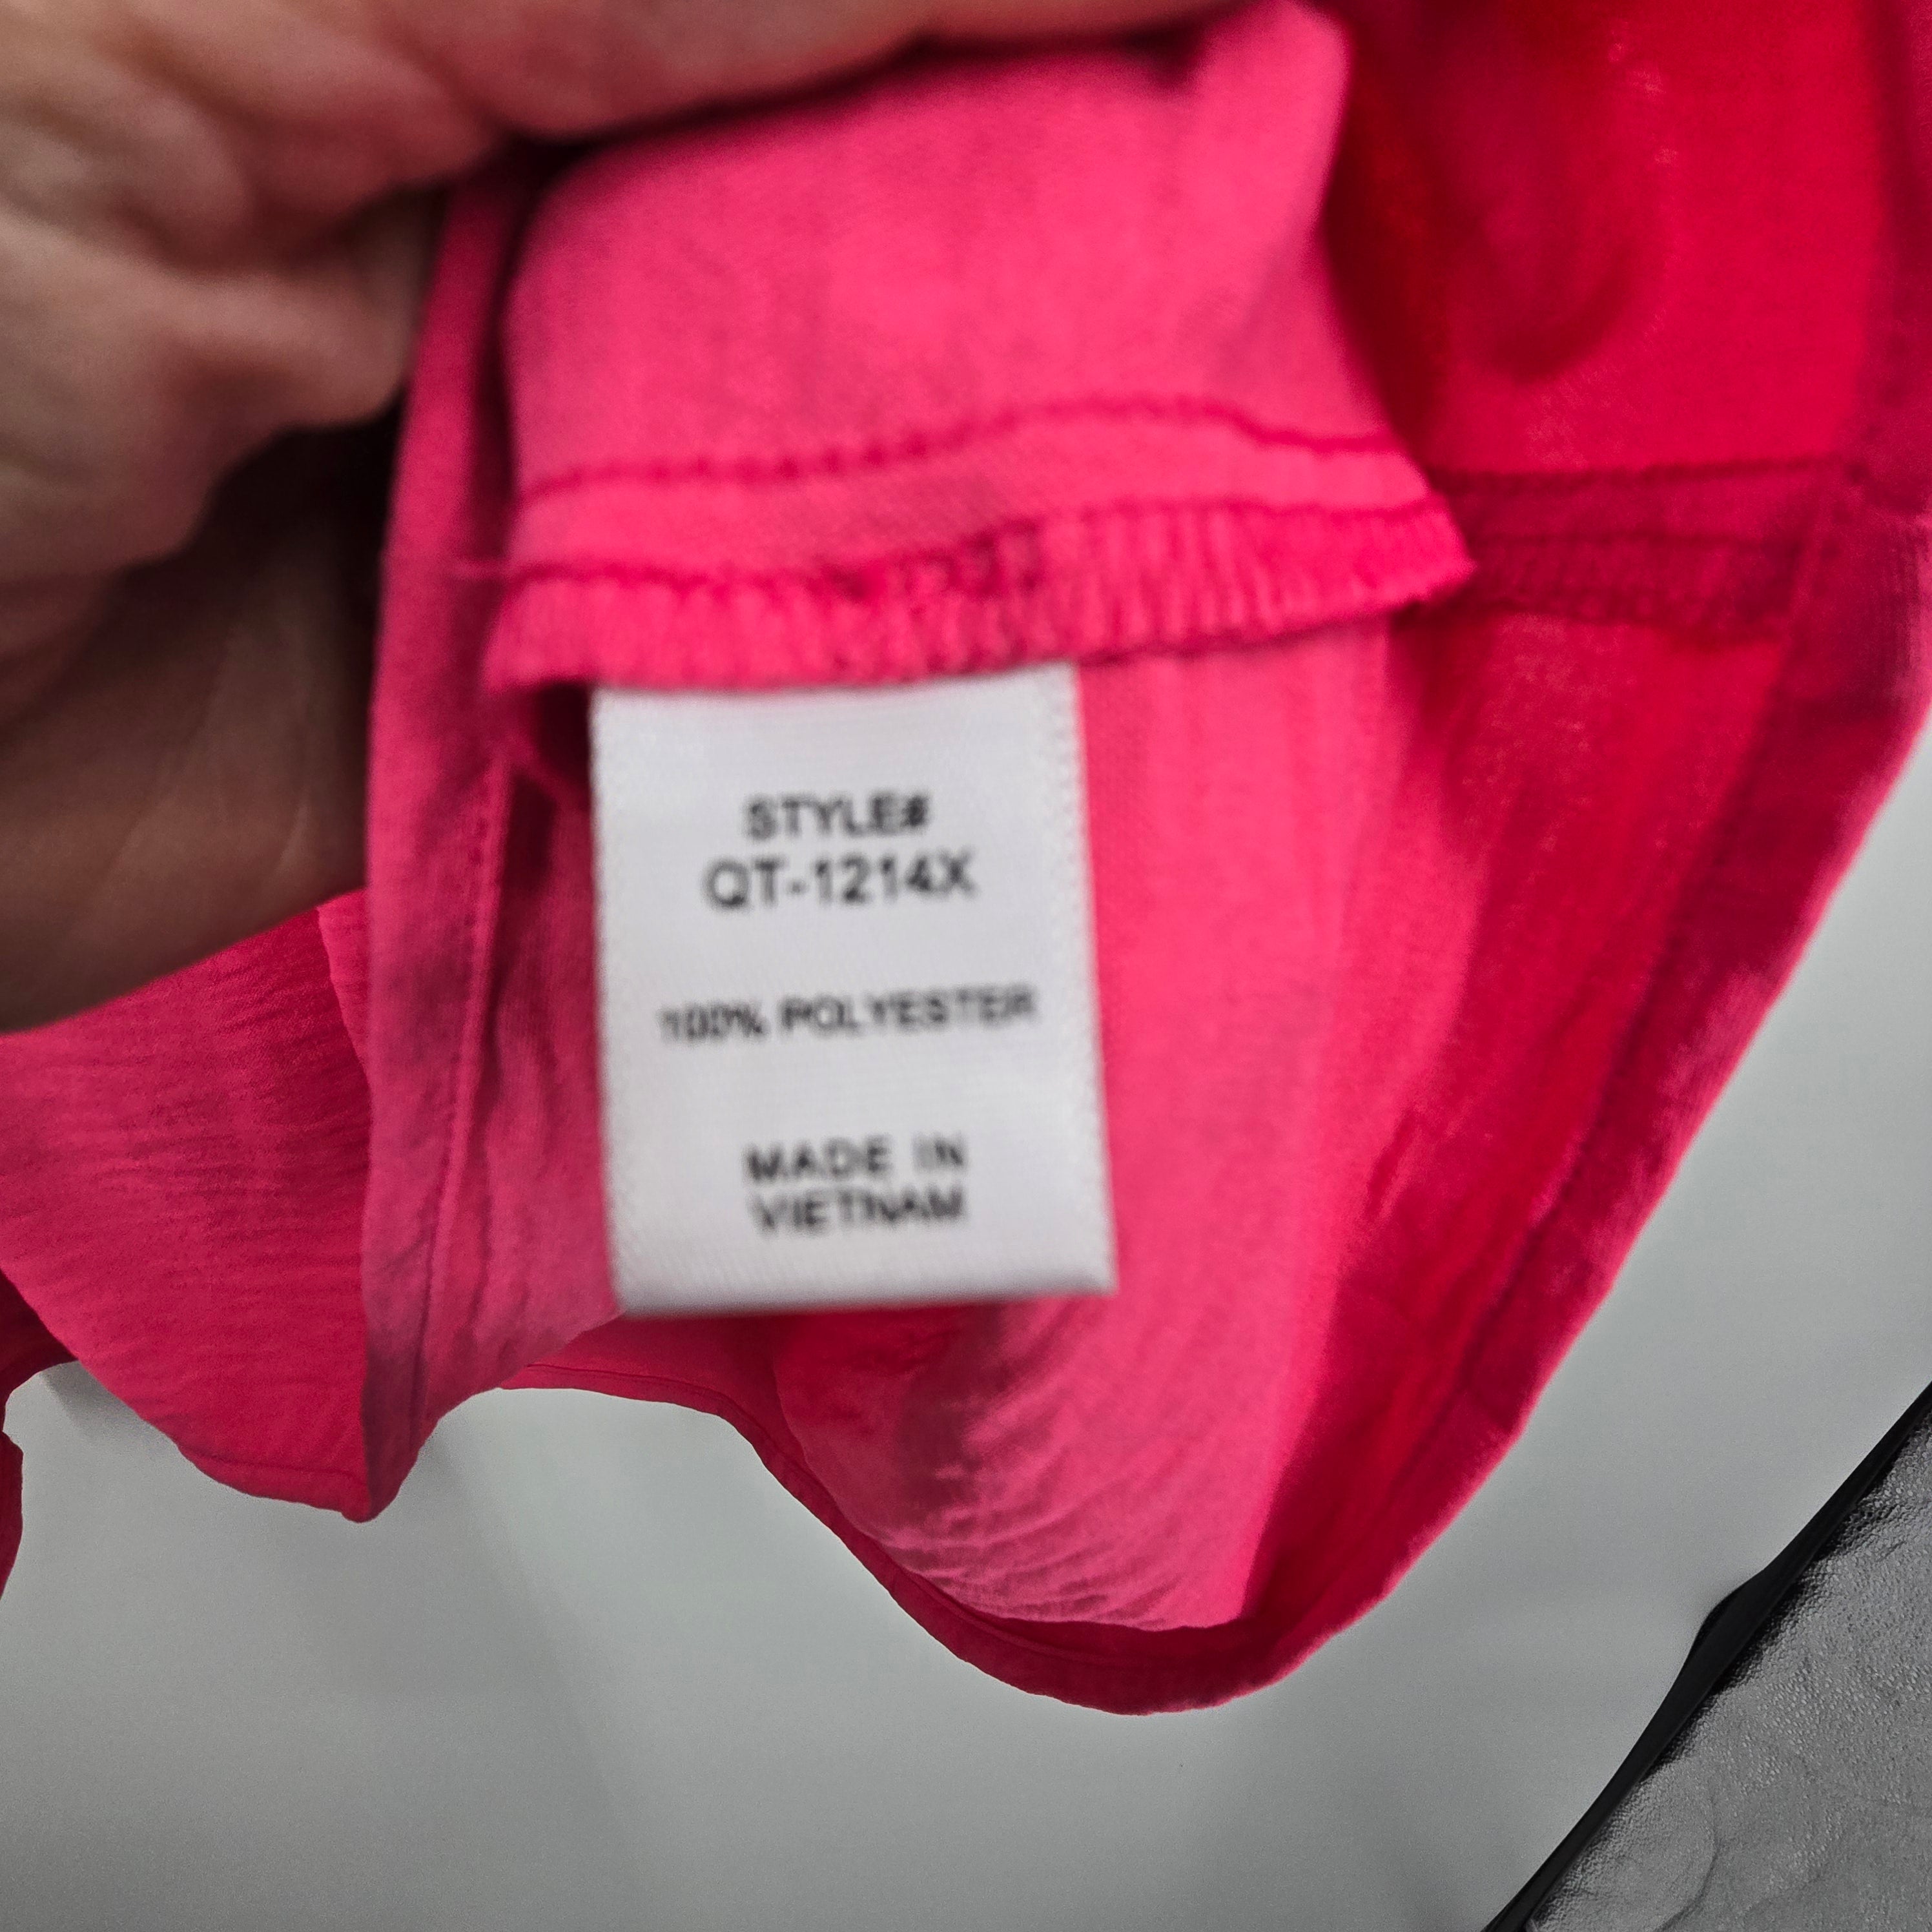 STYLE#
QT-1214X
100% POLYESTER
MADE IN
VIETNAM